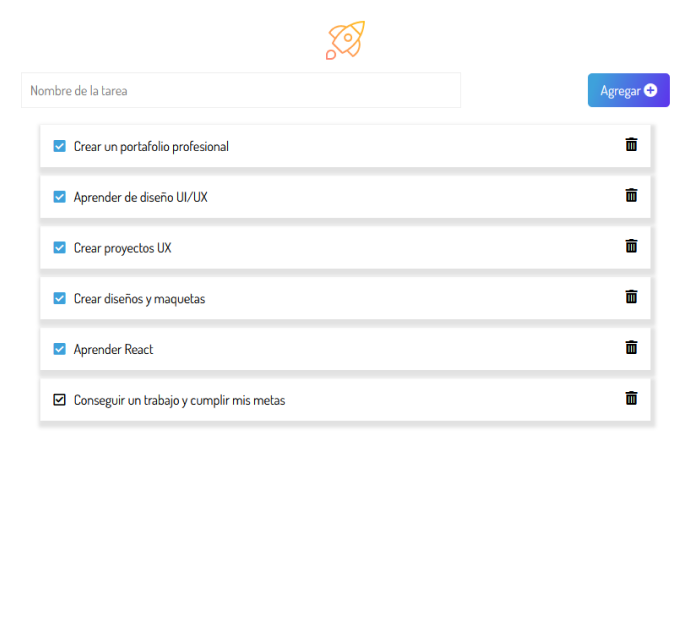 Nombre de la tarea
Agregar
Crear un portafolio profesional
Aprender de diseño UI/UX
Crear proyectos UX
Crear diseños y maquetas
Aprender React
Conseguir un trabajo y cumplir mis metas